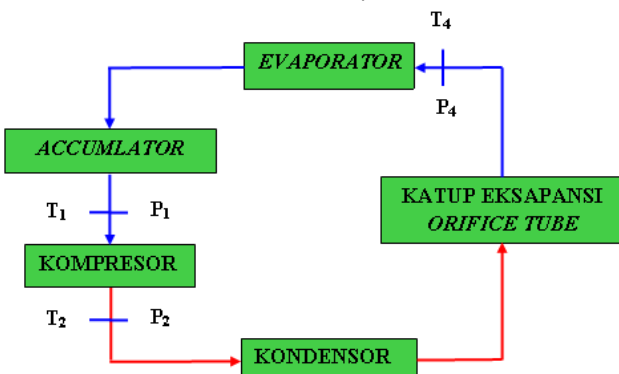 T₄
EVAPORATOR
P₄
ACCUMLATOR
KATUP EKSAPANSI
ORIFICE TUBE
T₁ P₁
KOMPRESOR
T₂ P₂
KONDENSOR